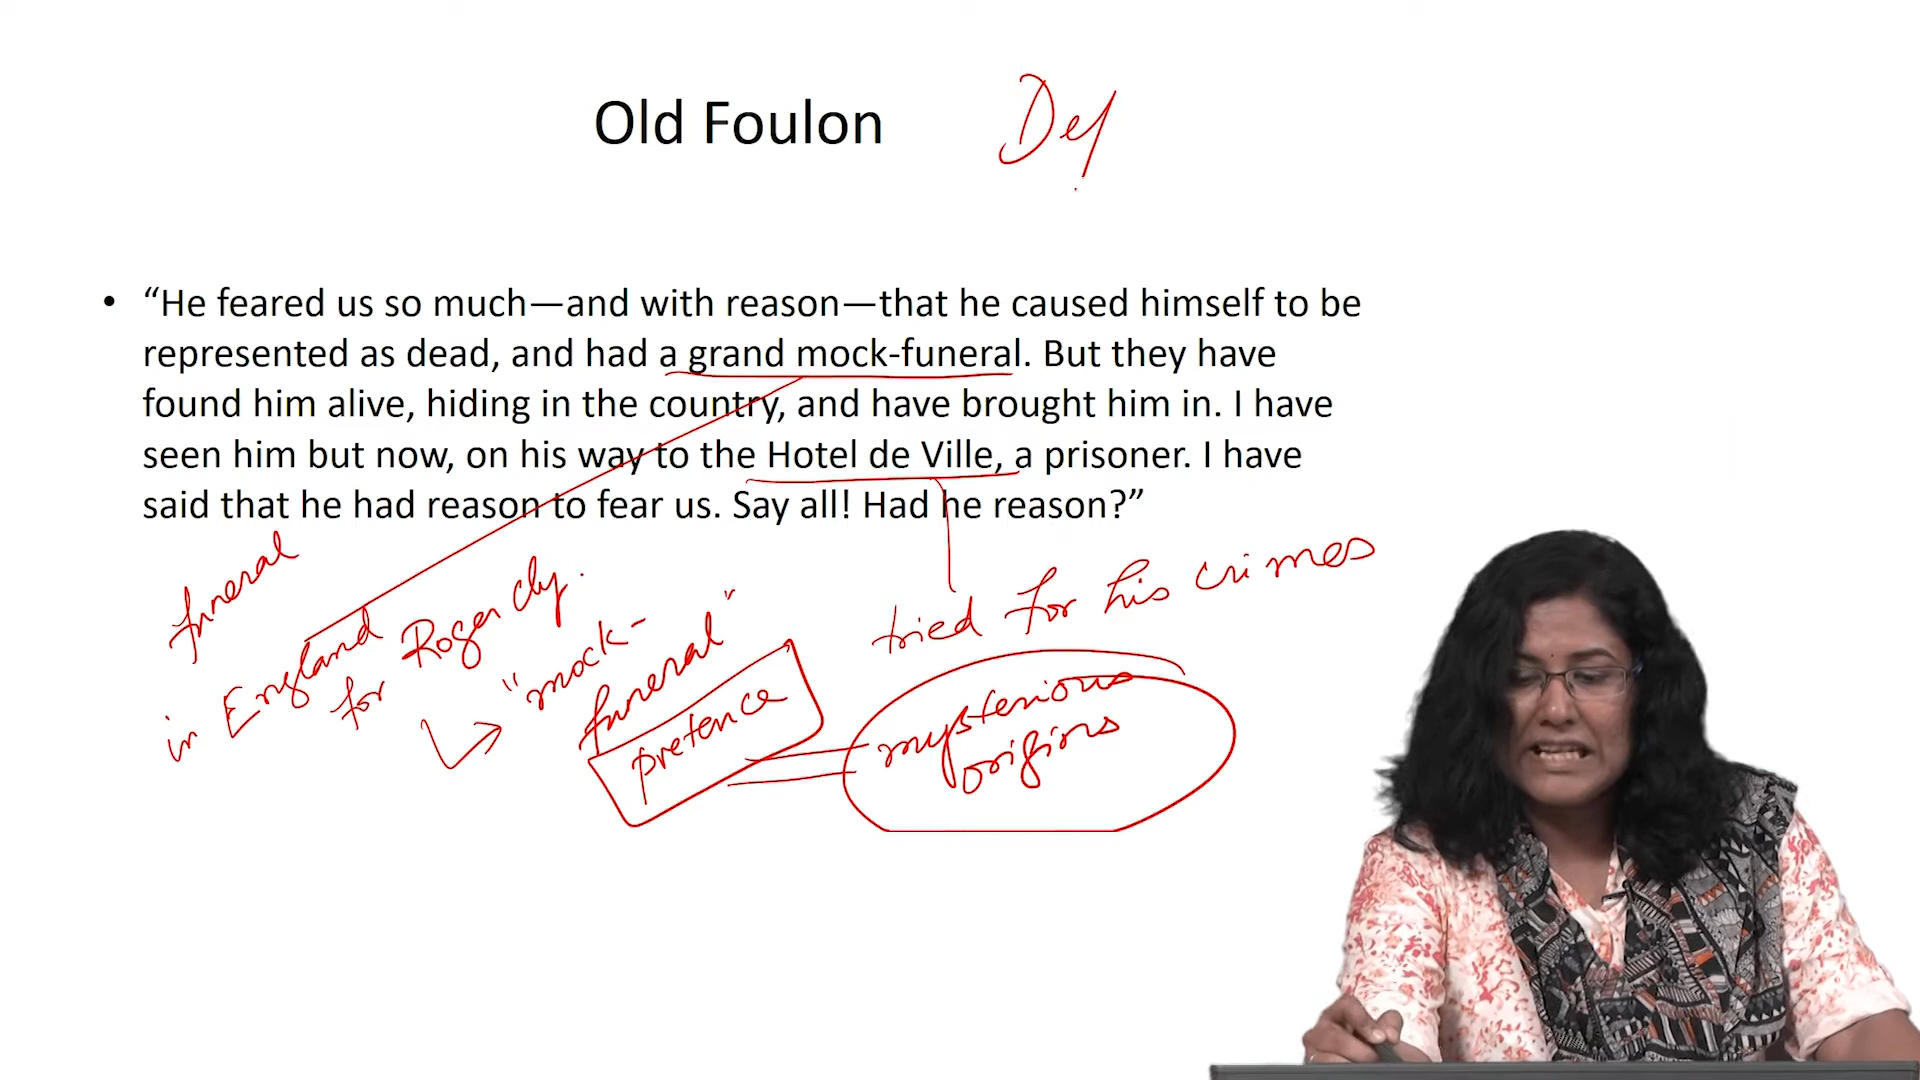 Old Foulon
• “He feared us so much—and with reason—that he caused himself to be
represented as dead, and had a grand mock-funeral. But they have
found him alive, hiding in the country, and have brought him in. I have
seen him but now, on his way to the Hotel de Ville, a prisoner. I have
said that he had reason to fear us. Say all! Had he reason?”
funeral
in England
for Roger Cly.
"mock-
funeral"
pretence
tried for his crimes
mysterious
origins